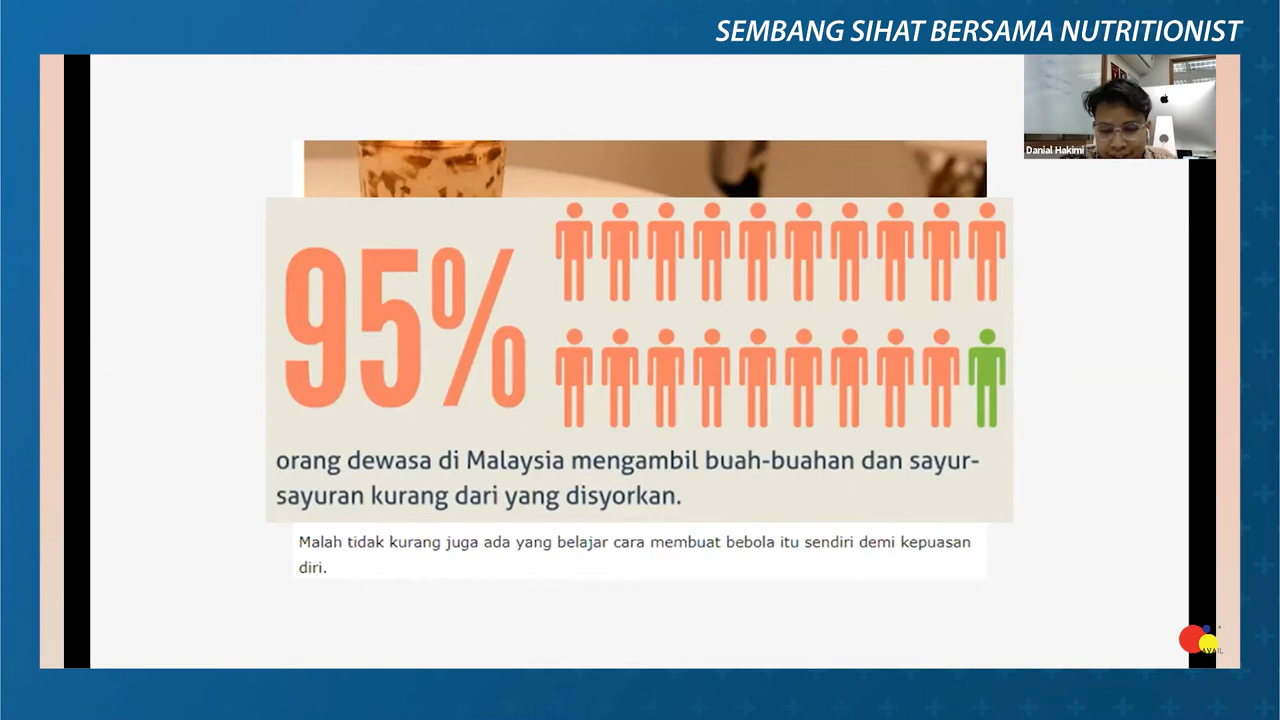 SEMBANG SIHAT BERSAMA NUTRITIONIST
Danial Hakimi
95%
orang dewasa di Malaysia mengambil buah-buahan dan sayur-
sayuran kurang dari yang disyorkan.
Malah tidak kurang juga ada yang belajar cara membuat bebola itu sendiri demi kepuasan
diri.
AVAIL